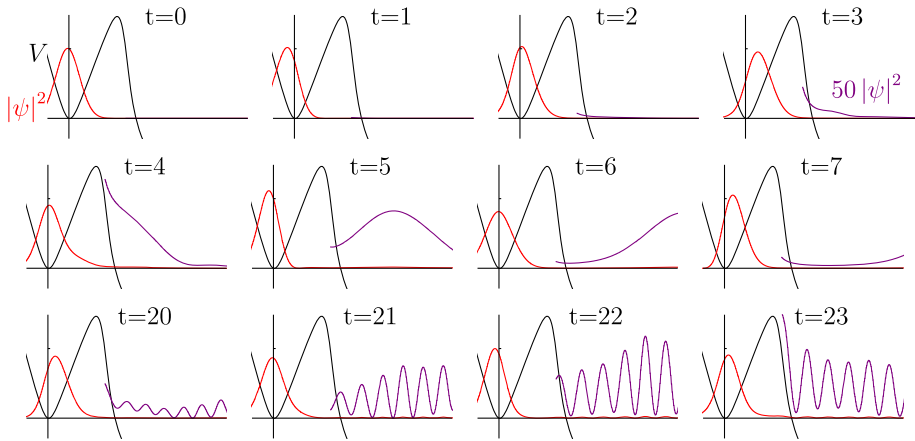 t=0
t=1
t=2
t=3
V
|ψ|²
50 |ψ|²
t=4
t=5
t=6
t=7
t=20
t=21
t=22
t=23